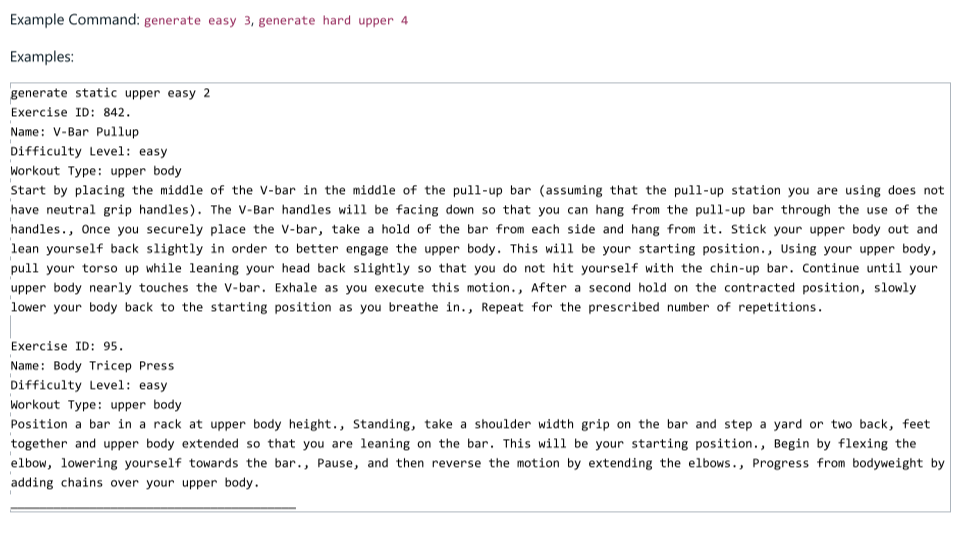 Example Command: generate easy 3, generate hard upper 4
Examples:
generate static upper easy 2
Exercise ID: 842.
Name: V-Bar Pullup
Difficulty Level: easy
Workout Type: upper body
Start by placing the middle of the V-bar in the middle of the pull-up bar (assuming that the pull-up station you are using does not
have neutral grip handles). The V-Bar handles will be facing down so that you can hang from the pull-up bar through the use of the
handles., Once you securely place the V-bar, take a hold of the bar from each side and hang from it. Stick your upper body out and
lean yourself back slightly in order to better engage the upper body. This will be your starting position., Using your upper body,
pull your torso up while leaning your head back slightly so that you do not hit yourself with the chin-up bar. Continue until your
upper body nearly touches the V-bar. Exhale as you execute this motion., After a second hold on the contracted position, slowly
lower your body back to the starting position as you breathe in., Repeat for the prescribed number of repetitions.
Exercise ID: 95.
Name: Body Tricep Press
Difficulty Level: easy
Workout Type: upper body
Position a bar in a rack at upper body height., Standing, take a shoulder width grip on the bar and step a yard or two back, feet
together and upper body extended so that you are leaning on the bar. This will be your starting position., Begin by flexing the
elbow, lowering yourself towards the bar., Pause, and then reverse the motion by extending the elbows., Progress from bodyweight by
adding chains over your upper body.